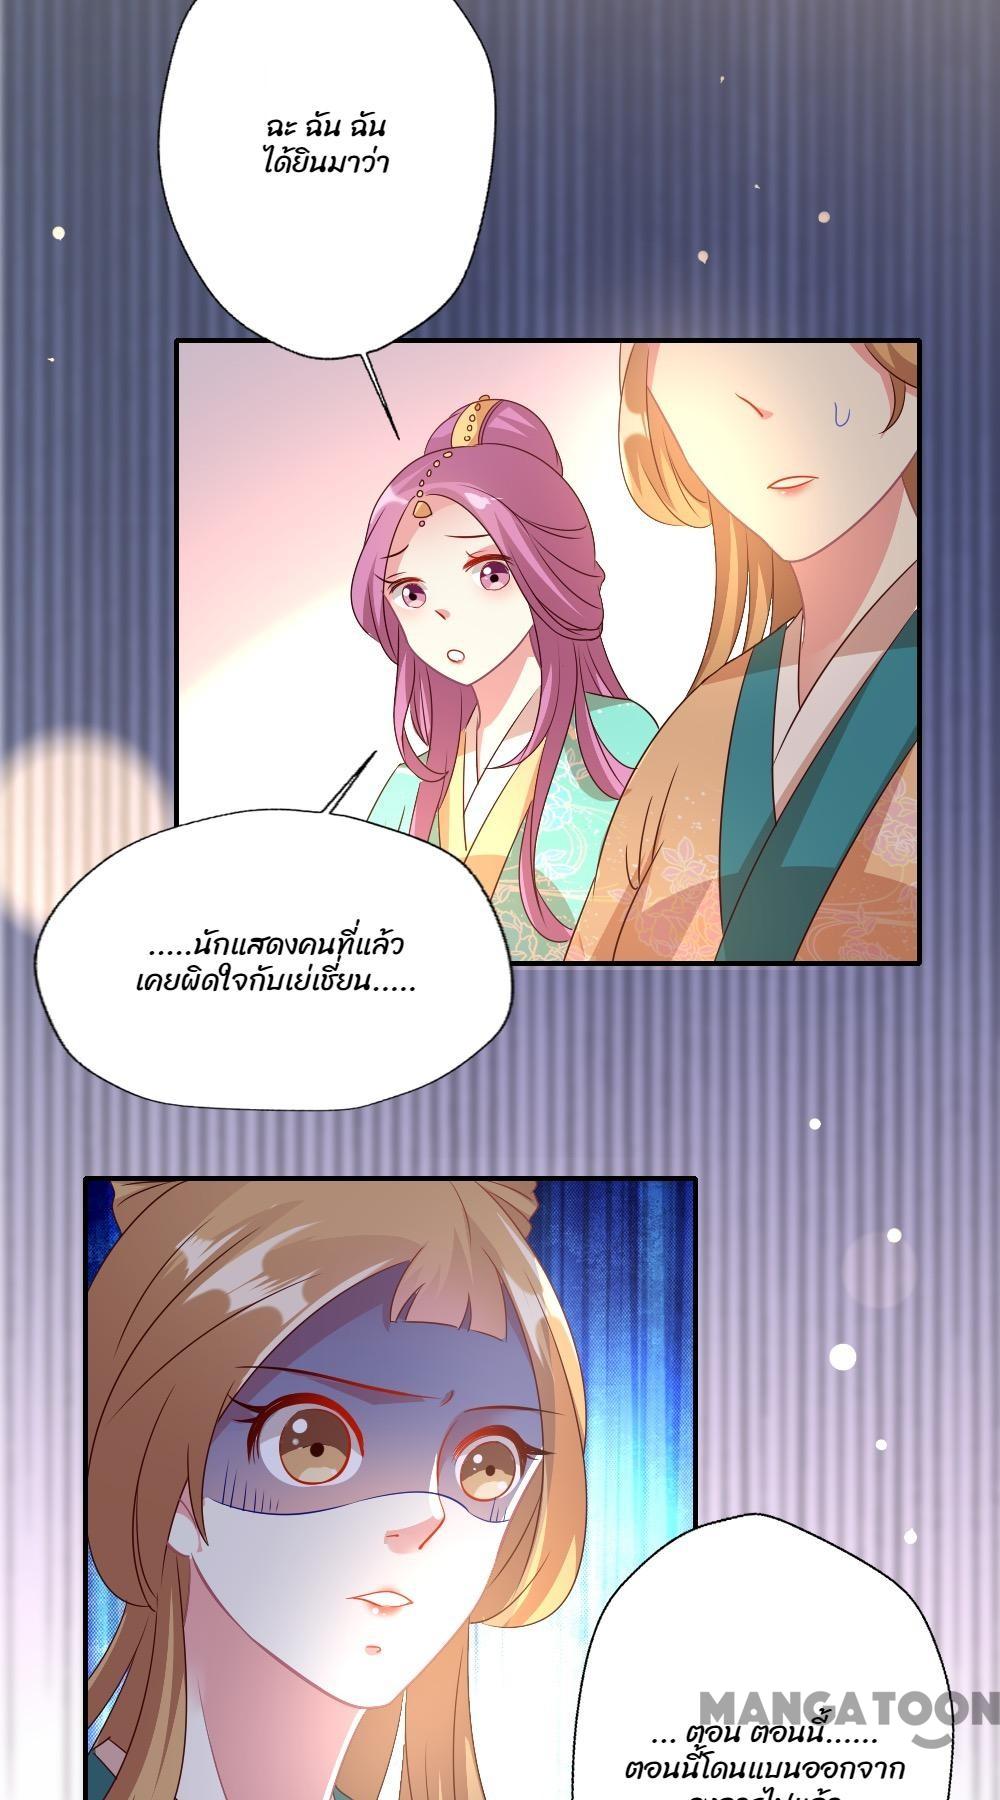 ฉะ ฉัน ฉัน
ได้ยินมาว่า
.....นักแสดงคนที่แล้ว
เคยผิดใจกับเย่เชี่ยน.....
MANGATOON
... ตอน ตอนนี้......
ตอนนี้โดนแบนออกจาก